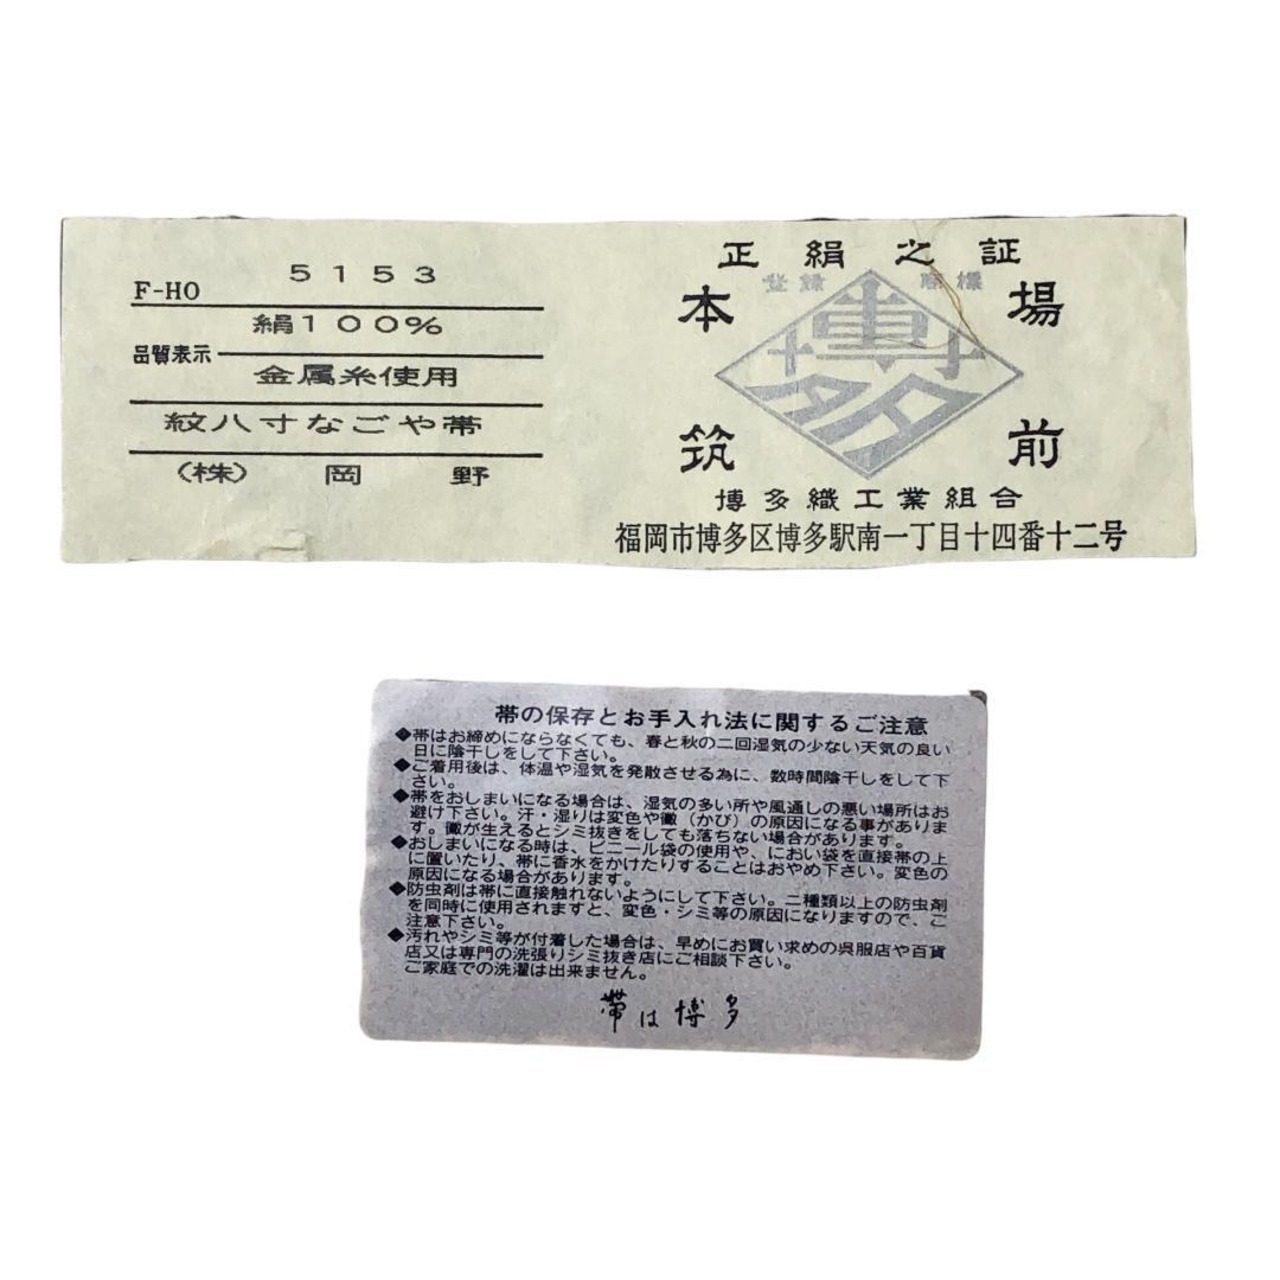 F-HO 5153
絹100%
品質表示
金属糸使用
紋八寸なごや帯
(株) 岡野
正絹之証
登録 商標
本場
博多
筑前
博多織工業組合
福岡市博多区博多駅南一丁目十四番十二号
帯の保存とお手入れ法に関するご注意
◆帯はお締めにならなくても、春と秋の二回湿気の少ない天気の良い
日に陰干しをして下さい。
◆ご着用後は、体温や湿気を発散させる為に、数時間陰干しをして下
さい。
◆帯をおしまいになる場合は、湿気の多い所や風通しの悪い場所はお
避け下さい。汗・湿りは変色や黴（かび）の原因になる事がありま
す。黴が生えるとシミ抜きをしても落ちない場合があります。
◆おしまいになる時は、ビニール袋の使用や、におい袋を直接帯の上
に置いたり、帯に香水をかけたりすることはおやめ下さい。変色の
原因になる場合があります。
◆防虫剤は帯に直接触れないようにして下さい。二種類以上の防虫剤
を同時に使用されますと、変色・シミ等の原因になりますので、ご
注意下さい。
◆汚れやシミ等が付着した場合は、早めにお買い求めの呉服店や百貨
店又は専門の洗張りシミ抜き店にご相談下さい。
ご家庭での洗濯は出来ません。
帯は博多